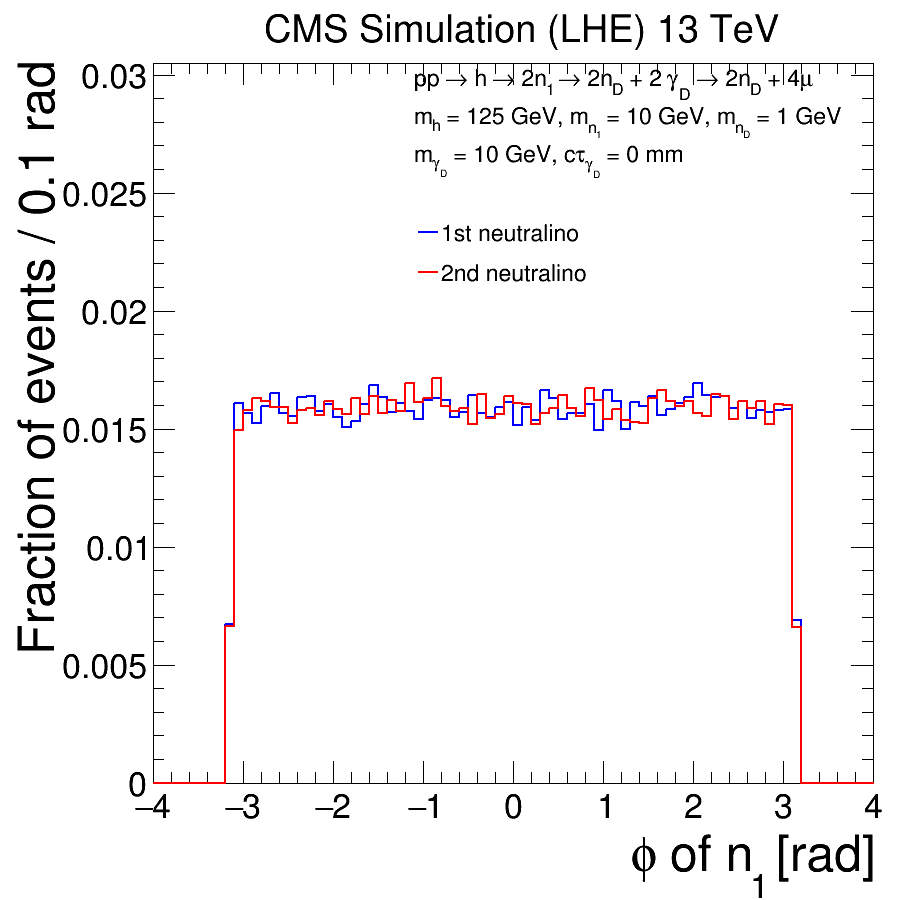 CMS Simulation (LHE) 13 TeV
pp → h → 2n1 → 2nD + 2 γD → 2nD + 4μ
mh = 125 GeV, mn1 = 10 GeV, mnD = 1 GeV
mγD = 10 GeV, cτγD = 0 mm
1st neutralino
2nd neutralino
Fraction of events / 0.1 rad
0.03
0.025
0.02
0.015
0.01
0.005
0
−4 −3 −2 −1 0 1 2 3 4
ϕ of n1 [rad]